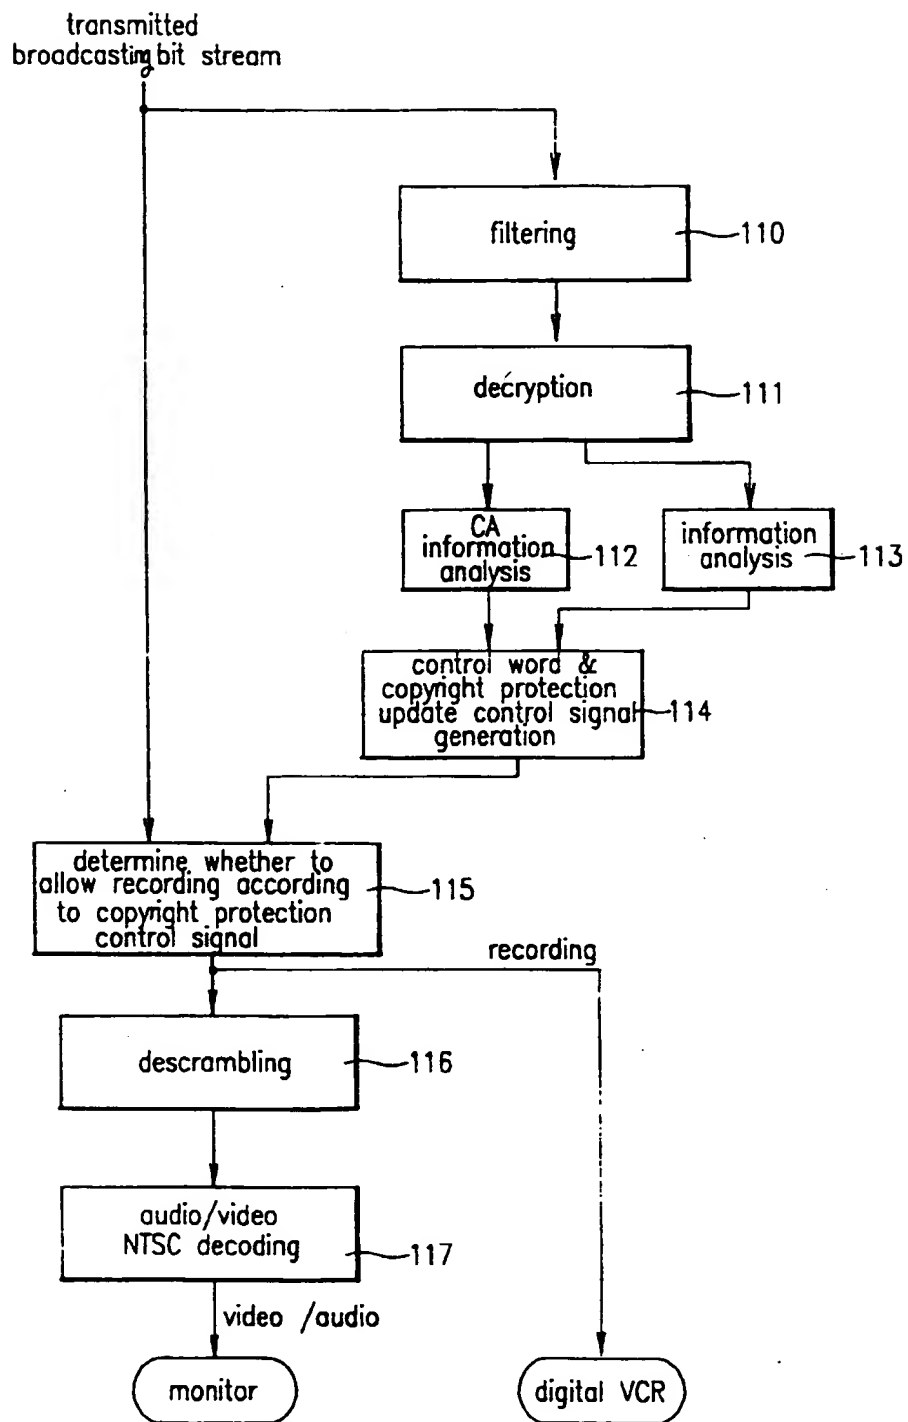 transmitted
broadcasting bit stream
filtering
110
decryption
111
CA
information
analysis
112
information
analysis
113
control word &
copyright protection
update control signal
generation
114
determine whether to
allow recording according
to copyright protection
control signal
115
recording
descrambling
116
audio/video
NTSC decoding
117
video /audio
monitor
digital VCR